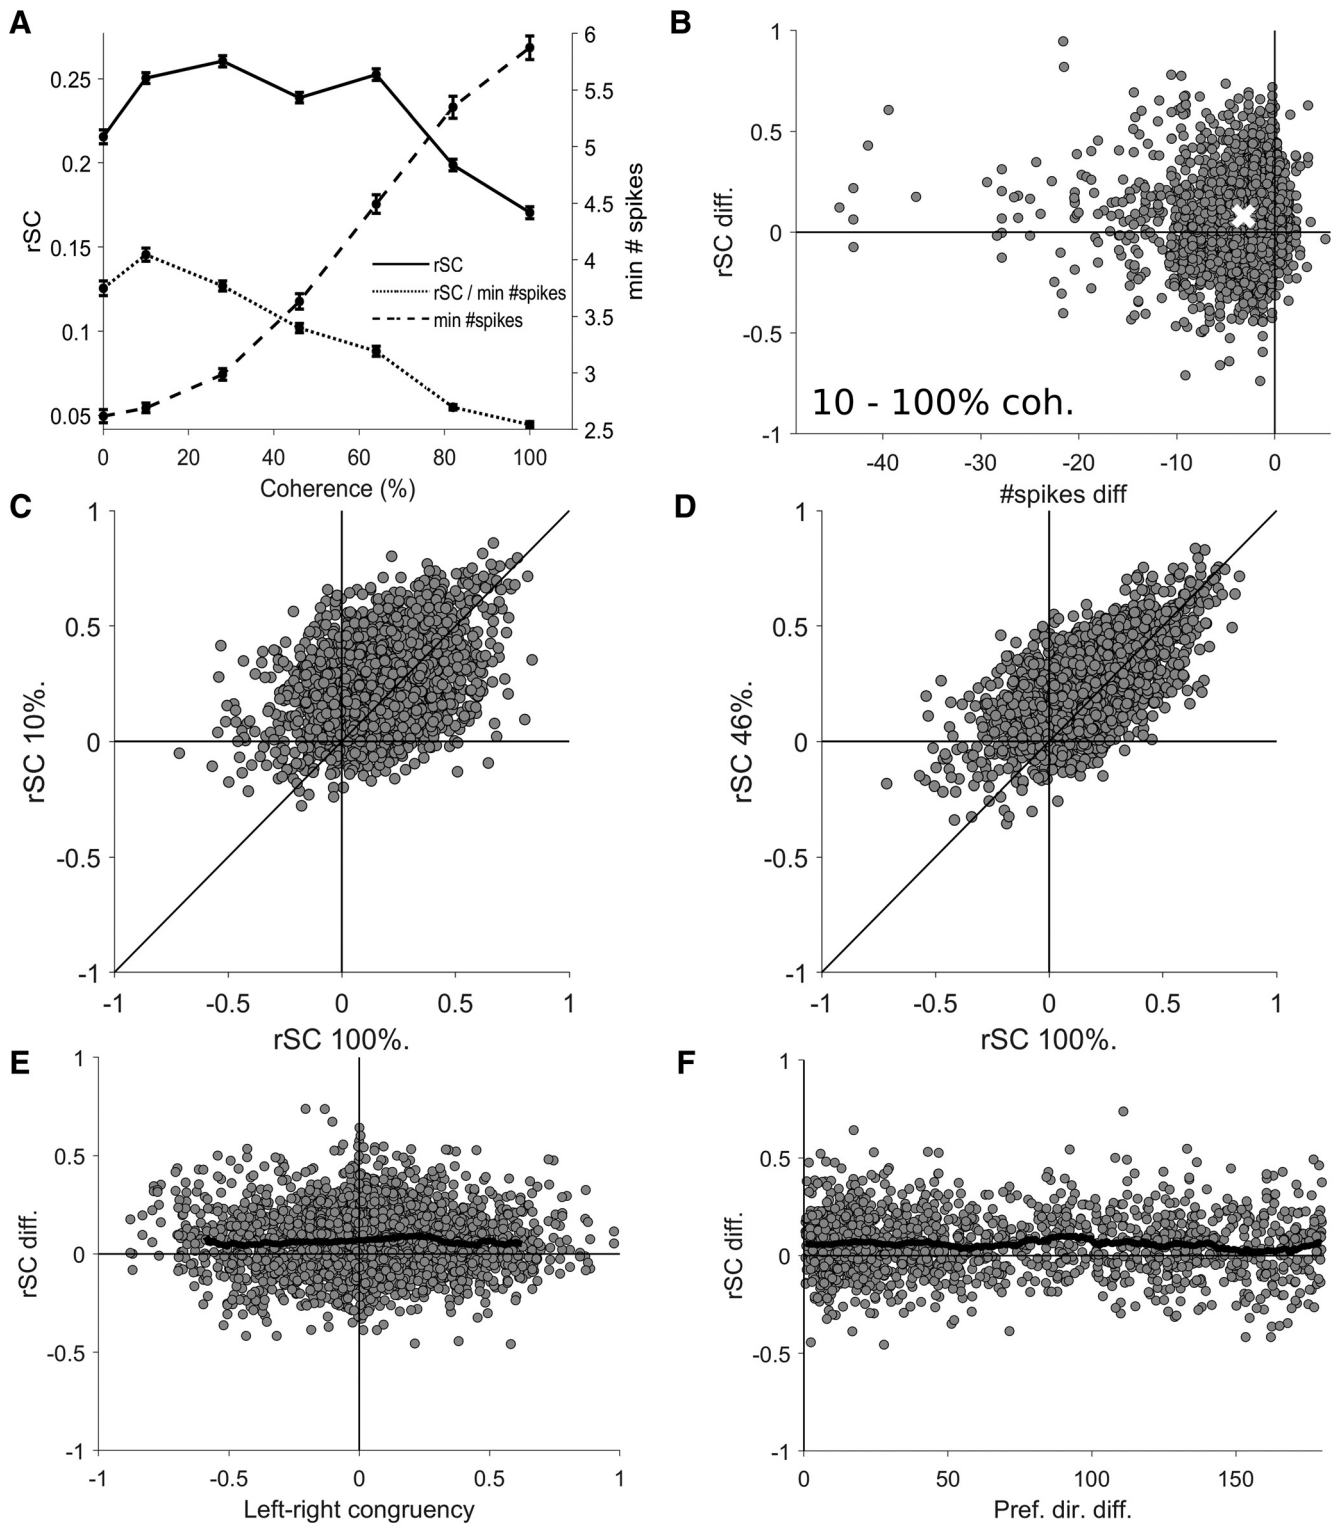 A
rSC
0.25
0.2
0.15
0.1
0.05
0
20
40
60
80
100
Coherence (%)
6
5.5
5
4.5
4
3.5
3
2.5
min # spikes
rSC
rSC / min #spikes
min #spikes
B
rSC diff.
1
0.5
0
-0.5
-1
10 - 100% coh.
-40
-30
-20
-10
0
#spikes diff
C
rSC 10%.
1
0.5
0
-0.5
-1
-1
-0.5
0
0.5
1
rSC 100%.
D
rSC 46%.
1
0.5
0
-0.5
-1
-1
-0.5
0
0.5
1
rSC 100%.
E
rSC diff.
1
0.5
0
-0.5
-1
-1
-0.5
0
0.5
1
Left-right congruency
F
rSC diff.
1
0.5
0
-0.5
-1
0
50
100
150
Pref. dir. diff.